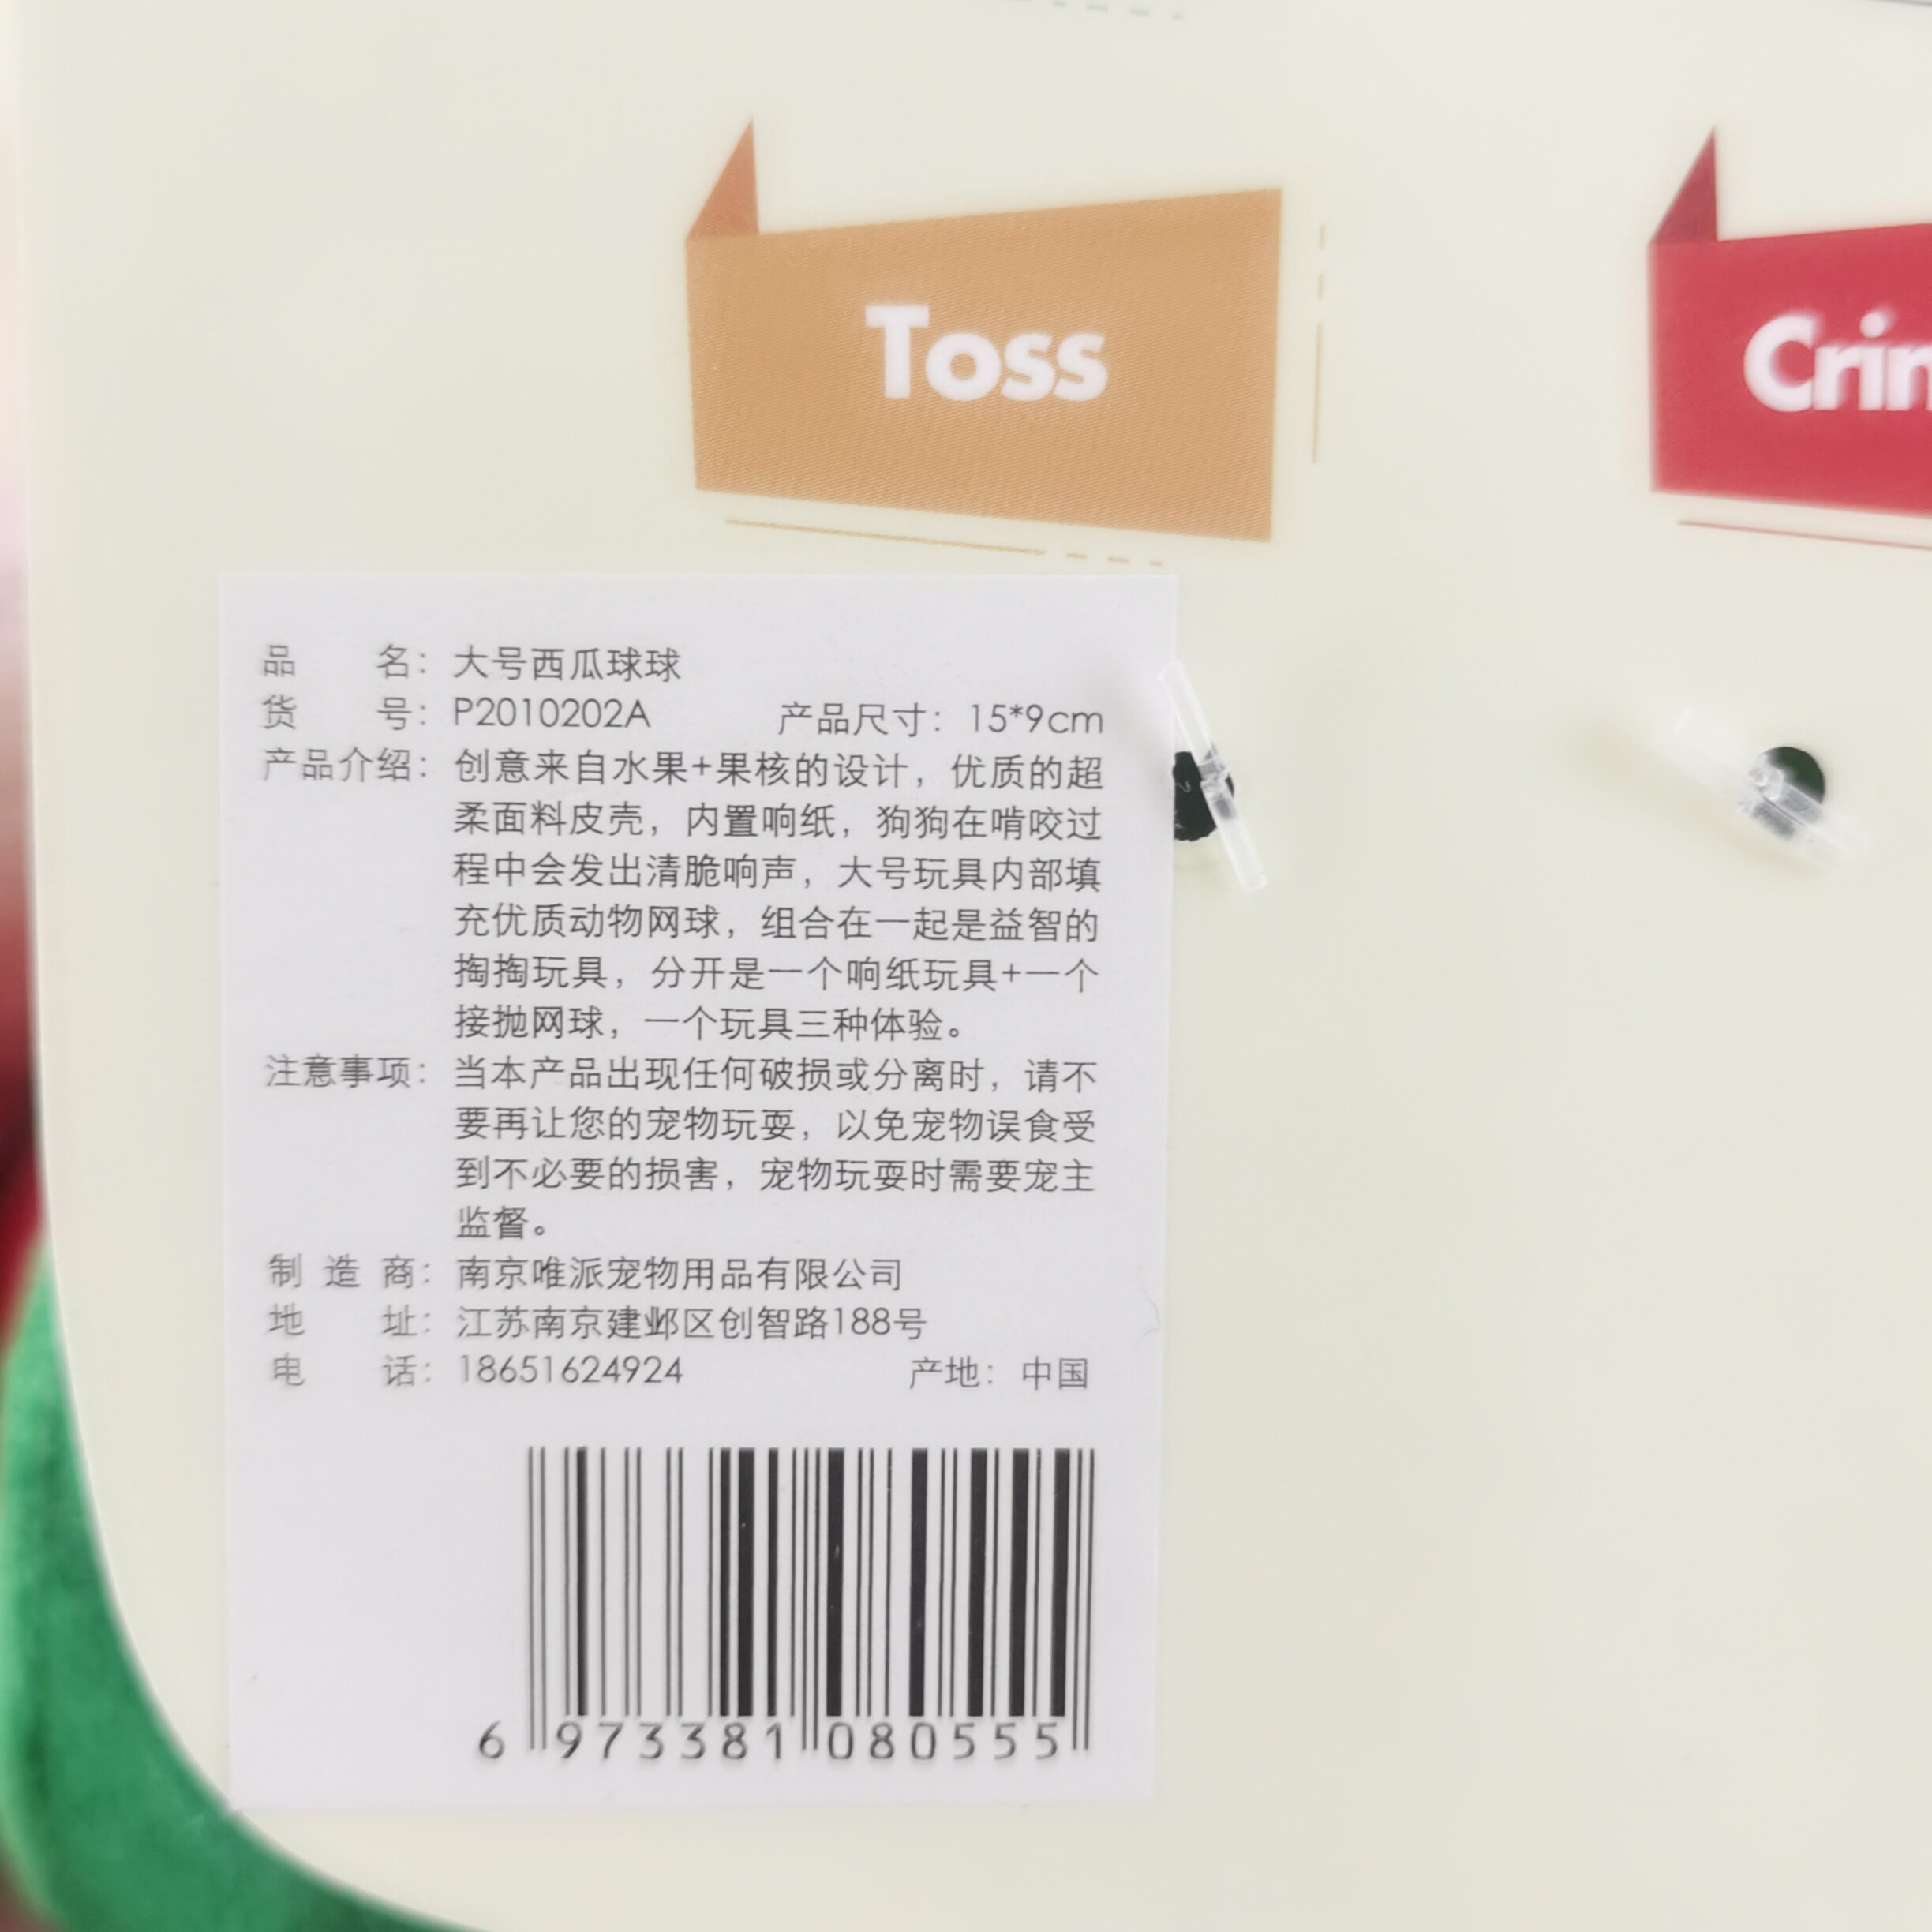 Toss
Crin
品 名：大号西瓜球球
货 号：P2010202A 产品尺寸：15*9cm
产品介绍：创意来自水果+果核的设计，优质的超
柔面料皮壳，内置响纸，狗狗在啃咬过
程中会发出清脆响声，大号玩具内部填
充优质动物网球，组合在一起是益智的
掏掏玩具，分开是一个响纸玩具+一个
接抛网球，一个玩具三种体验。
注意事项：当本产品出现任何破损或分离时，请不
要再让您的宠物玩耍，以免宠物误食受
到不必要的损害，宠物玩耍时需要宠主
监督。
制 造 商：南京唯派宠物用品有限公司
地 址：江苏南京建邺区创智路188号
电 话：18651624924 产地：中国
6 973381 080555